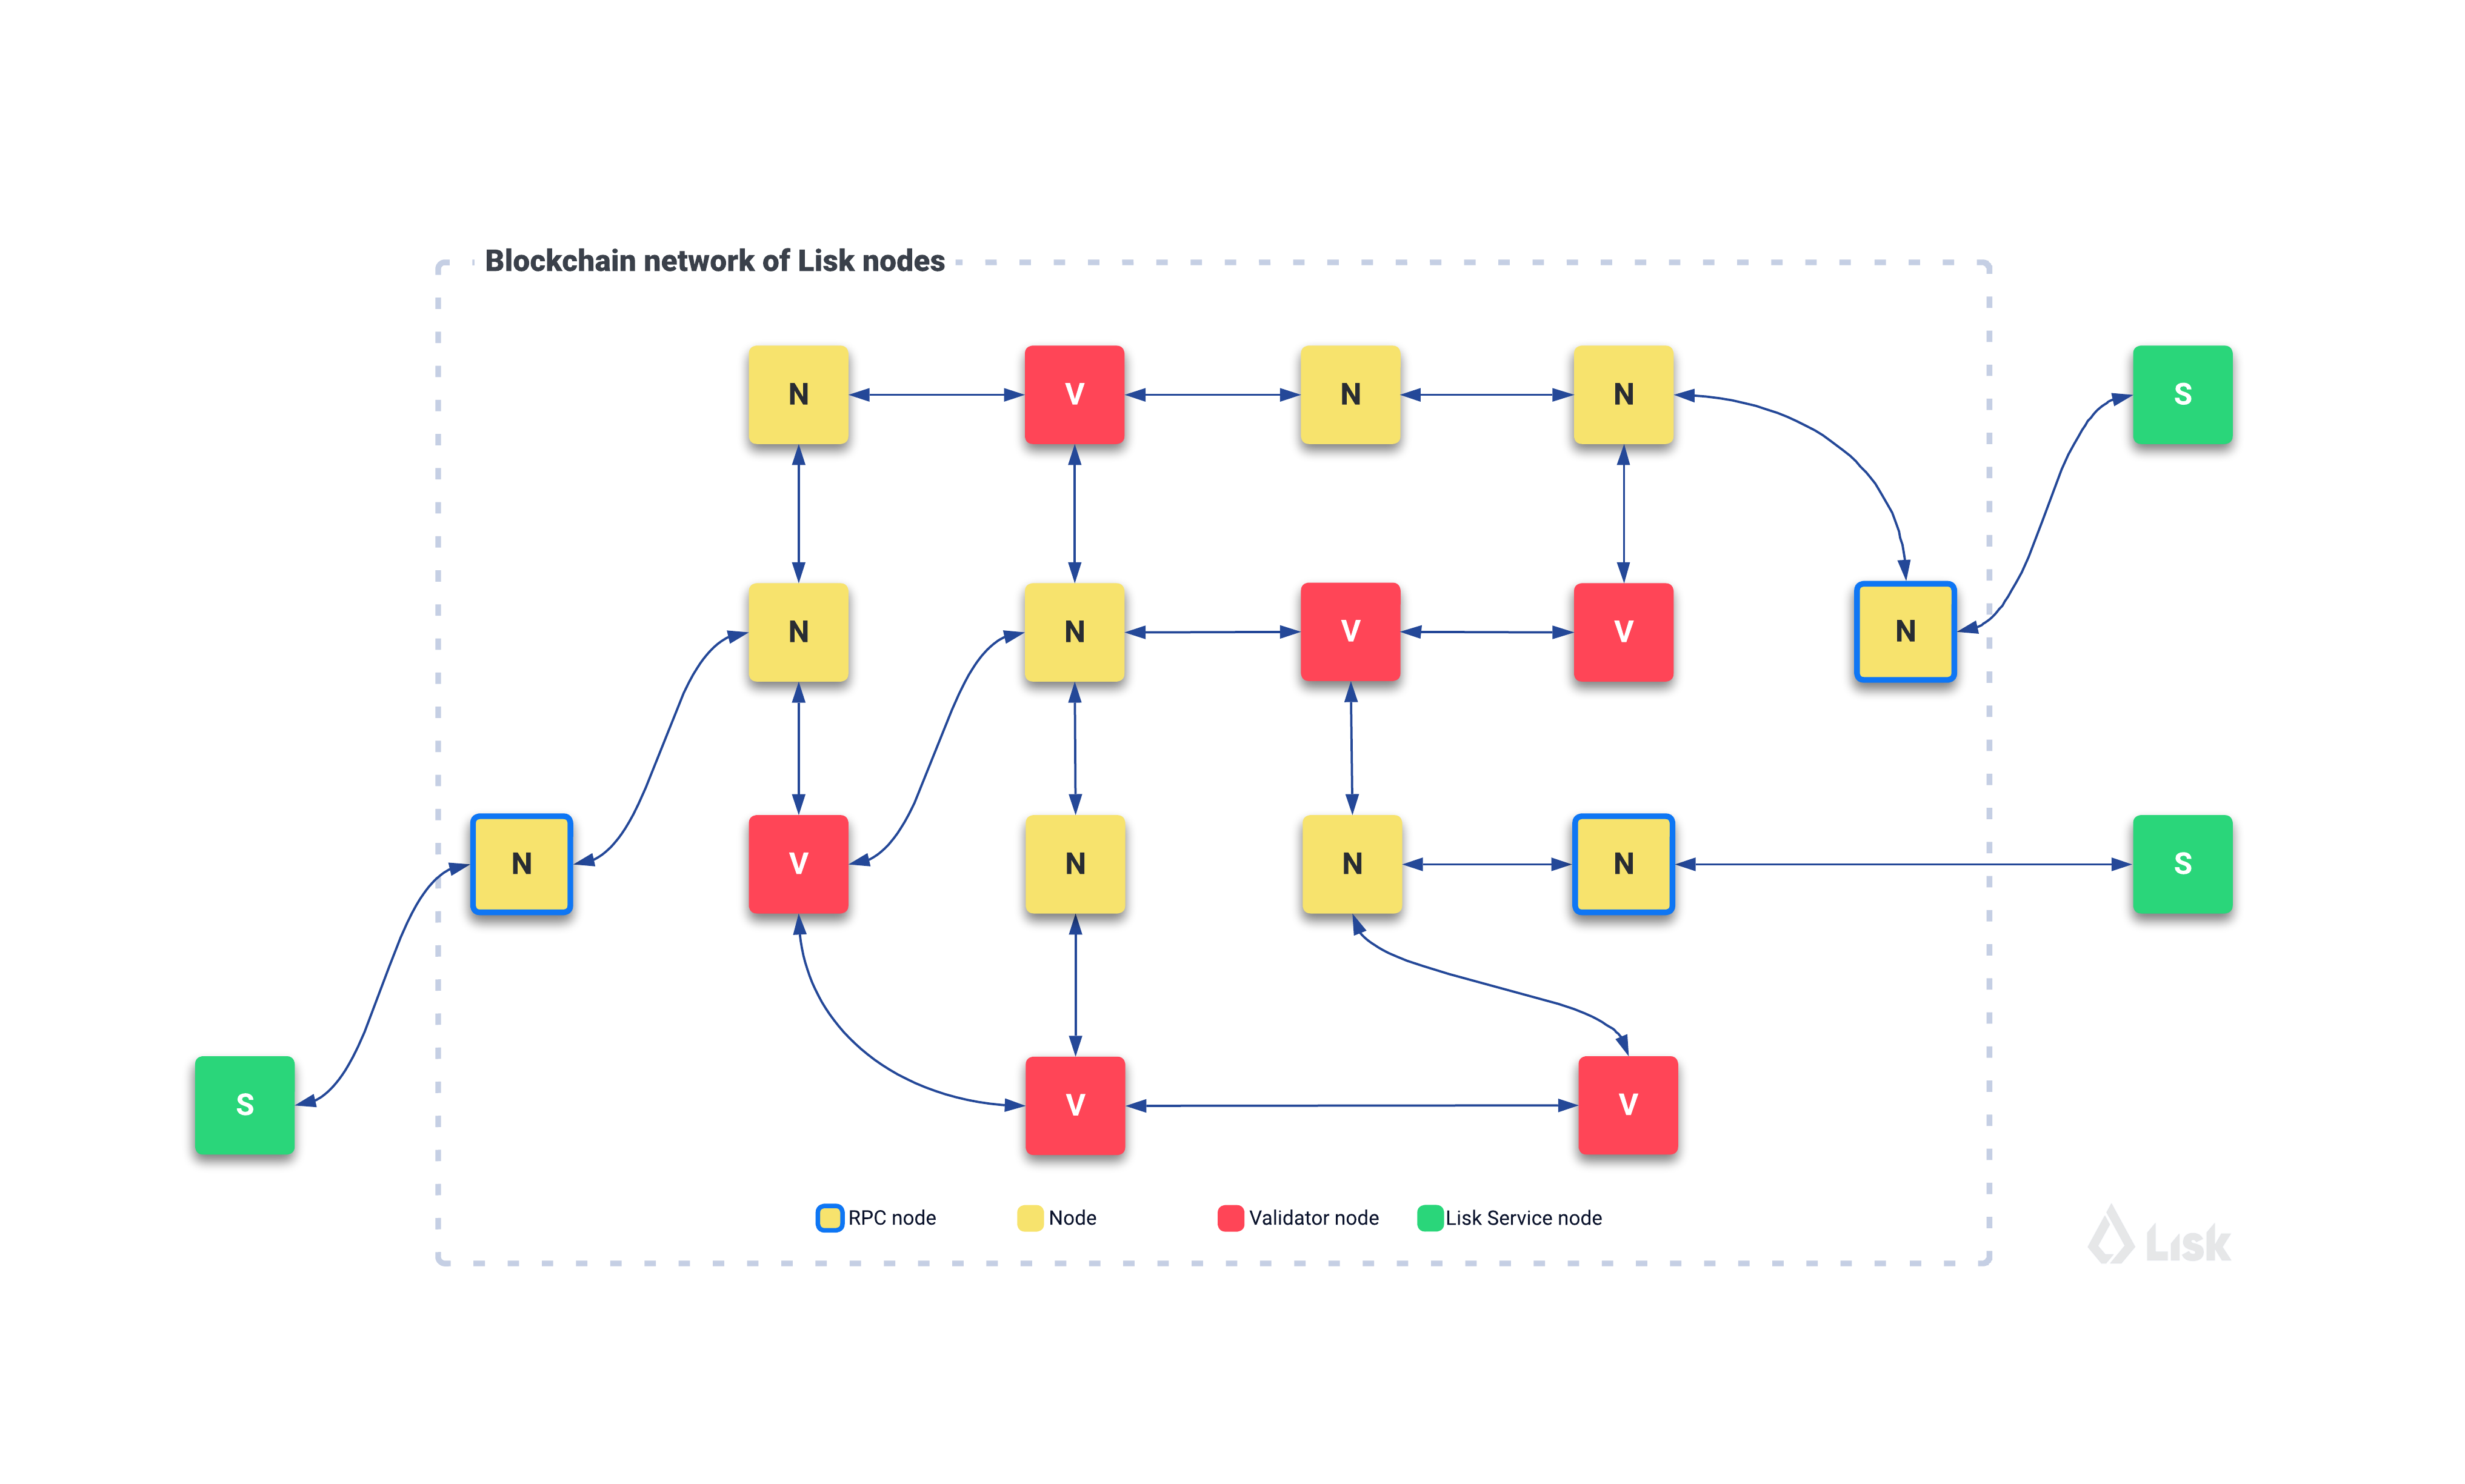 Blockchain network of Lisk nodes
N
V
N
N
S
N
N
V
V
N
N
V
N
N
N
S
S
V
V
RPC node
Node
Validator node
Lisk Service node
Lisk